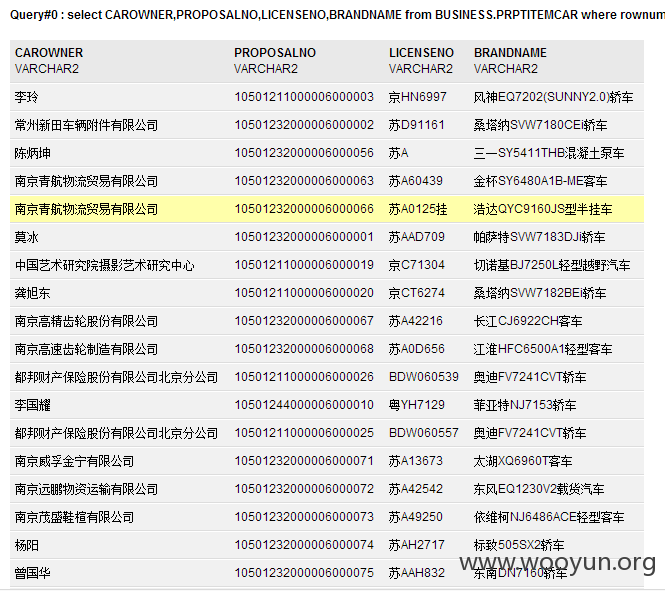 Query#0 : select CAROWNER,PROPOSALNO,LICENSENO,BRANDNAME from BUSINESS.PRPTITEMCAR where rownum
CAROWNER PROPOSALNO LICENSENO BRANDNAME
VARCHAR2 VARCHAR2 VARCHAR2 VARCHAR2
李玲 10501211000006000003 京HN6997 风神EQ7202(SUNNY2.0)轿车
常州新田车辆附件有限公司 10501232000006000002 苏D91161 桑塔纳SVW7180CEi轿车
陈炳坤 10501232000006000056 苏A 三一SY5411THB混凝土泵车
南京青航物流贸易有限公司 10501232000006000063 苏A60439 金杯SY6480A1B-ME客车
南京青航物流贸易有限公司 10501232000006000066 苏A0125挂 浩达QYC9160JS型半挂车
莫冰 10501232000006000001 苏AAD709 帕萨特SVW7183DJi轿车
中国艺术研究院摄影艺术研究中心 10501211000006000019 京C71304 切诺基BJ7250L轻型越野汽车
龚旭东 10501211000006000020 京CT6274 桑塔纳SVW7182BEi轿车
南京高精齿轮股份有限公司 10501232000006000067 苏A42216 长江CJ6922CH客车
南京高速齿轮制造有限公司 10501232000006000068 苏A0D656 江淮HFC6500A1轻型客车
都邦财产保险股份有限公司北京分公司 10501211000006000026 BDW060539 奥迪FV7241CVT轿车
李国耀 10501244000006000010 粤YH7129 菲亚特NJ7153轿车
都邦财产保险股份有限公司北京分公司 10501211000006000025 BDW060557 奥迪FV7241CVT轿车
南京威孚金宁有限公司 10501232000006000071 苏A13673 太湖XQ6960T客车
南京远鹏物资运输有限公司 10501232000006000072 苏A42542 东风EQ1230V2载货汽车
南京茂盛鞋楦有限公司 10501232000006000073 苏A49250 依维柯NJ6486ACE轻型客车
杨阳 10501232000006000074 苏AH2717 标致505SX2轿车
曾国华 10501232000006000075 苏AAH832 东南DN7160轿车
www.wooyun.org